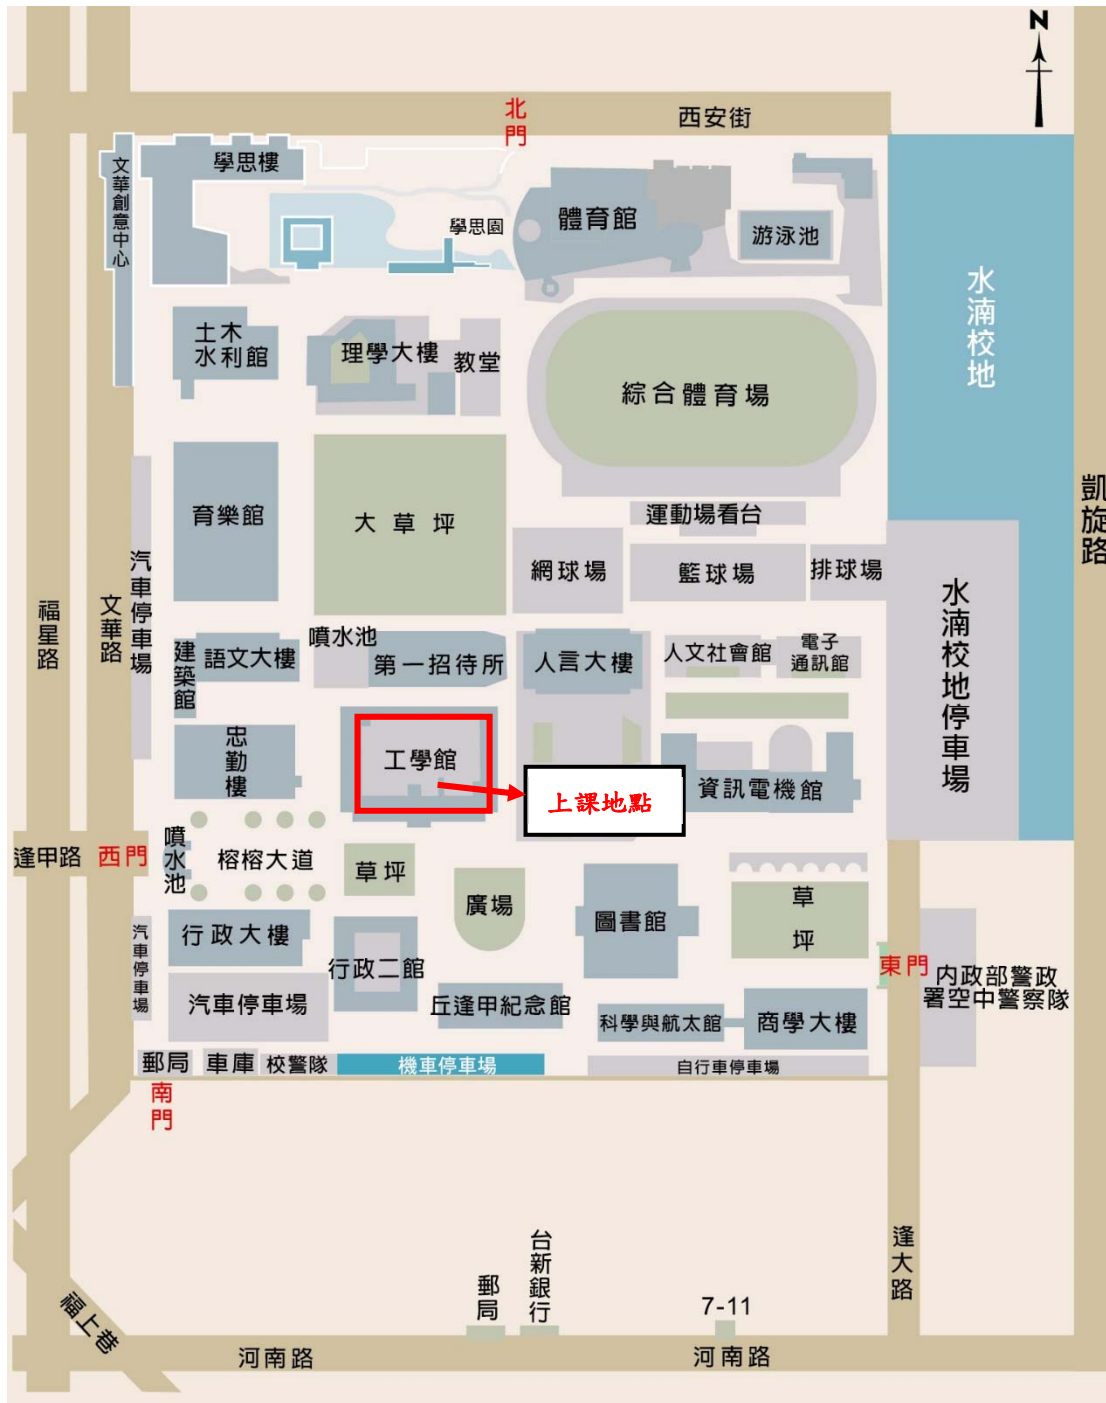 N
北門
西安街
文華創意中心
學思樓
學思園
體育館
游泳池
水湳校地
土木
水利館
理學大樓
教堂
綜合體育場
凱旋路
育樂館
大草坪
運動場看台
網球場
籃球場
排球場
汽車停車場
福星路
文華路
水湳校地停車場
建築館
語文大樓
噴水池
第一招待所
人言大樓
人文社會館
電子
通訊館
忠勤樓
工學館
上課地點
資訊電機館
逢甲路
西門
噴水池
榕榕大道
草坪
廣場
圖書館
草坪
汽車停車場
行政大樓
行政二館
東門
內政部警政
署空中警察隊
汽車停車場
丘逢甲紀念館
科學與航太館
商學大樓
郵局
車庫
校警隊
機車停車場
自行車停車場
南門
逢大路
福上巷
郵局
台新銀行
7-11
河南路
河南路